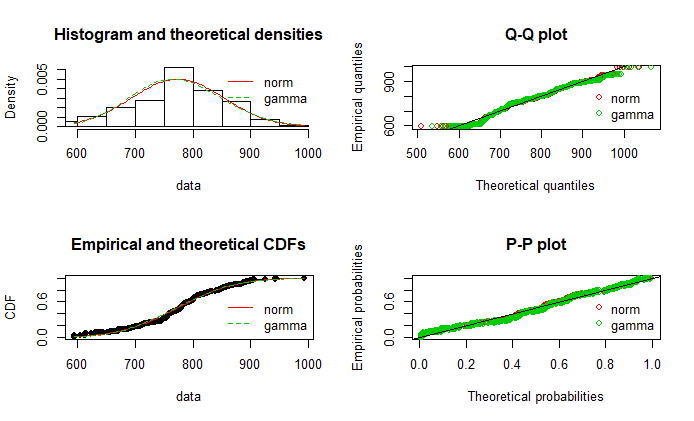 Histogram and theoretical densities
Density
0.000
0.005
norm
gamma
600 700 800 900 1000
data
Q-Q plot
Empirical quantiles
600
900
norm
gamma
500 600 700 800 900 1000
Theoretical quantiles
Empirical and theoretical CDFs
CDF
0.0
0.6
norm
gamma
600 700 800 900 1000
data
P-P plot
Empirical probabilities
0.0
0.6
norm
gamma
0.0 0.2 0.4 0.6 0.8 1.0
Theoretical probabilities